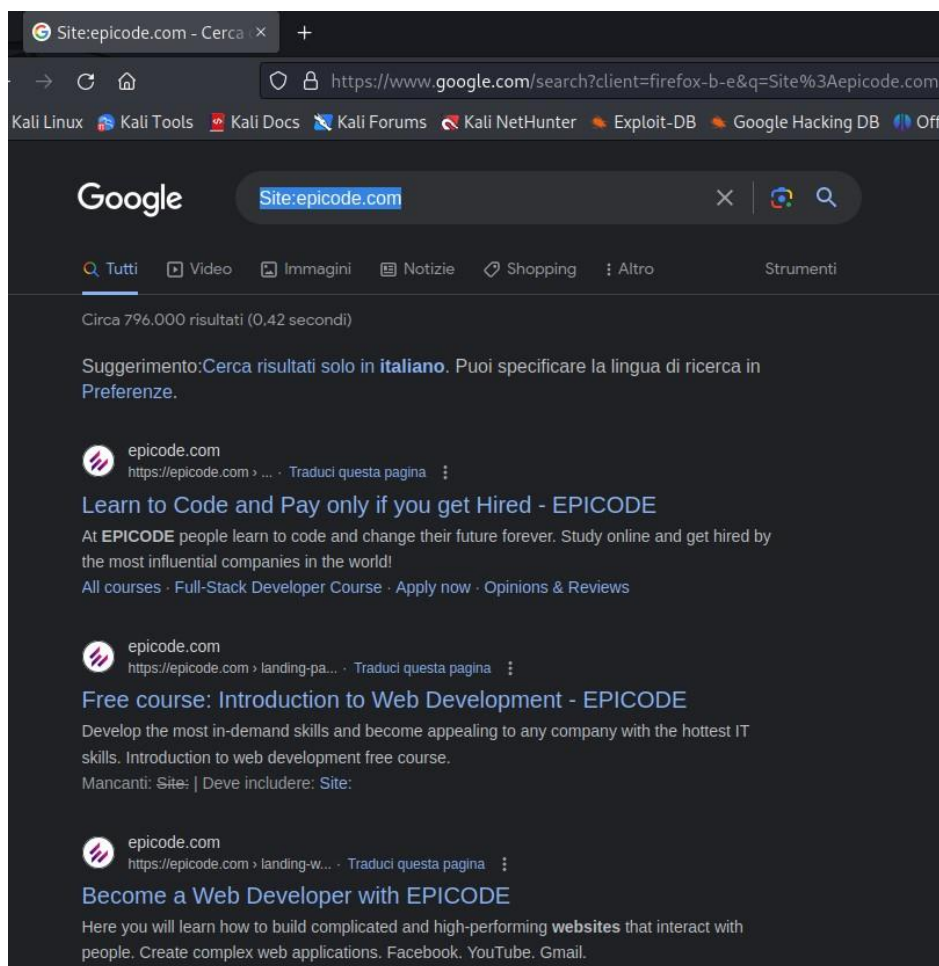 Site:epicode.com - Cerca
https://www.google.com/search?client=firefox-b-e&q=Site%3Aepicode.com
Kali Linux Kali Tools Kali Docs Kali Forums Kali NetHunter Exploit-DB Google Hacking DB Off
Google Site:epicode.com
Tutti Video Immagini Notizie Shopping Altro Strumenti
Circa 796.000 risultati (0,42 secondi)
Suggerimento:Cerca risultati solo in italiano. Puoi specificare la lingua di ricerca in
Preferenze.
epicode.com
https://epicode.com › ... · Traduci questa pagina
Learn to Code and Pay only if you get Hired - EPICODE
At EPICODE people learn to code and change their future forever. Study online and get hired by
the most influential companies in the world!
All courses · Full-Stack Developer Course · Apply now · Opinions & Reviews
epicode.com
https://epicode.com › landing-pa... · Traduci questa pagina
Free course: Introduction to Web Development - EPICODE
Develop the most in-demand skills and become appealing to any company with the hottest IT
skills. Introduction to web development free course.
Mancanti: Site: | Deve includere: Site:
epicode.com
https://epicode.com › landing-w... · Traduci questa pagina
Become a Web Developer with EPICODE
Here you will learn how to build complicated and high-performing websites that interact with
people. Create complex web applications. Facebook. YouTube. Gmail.